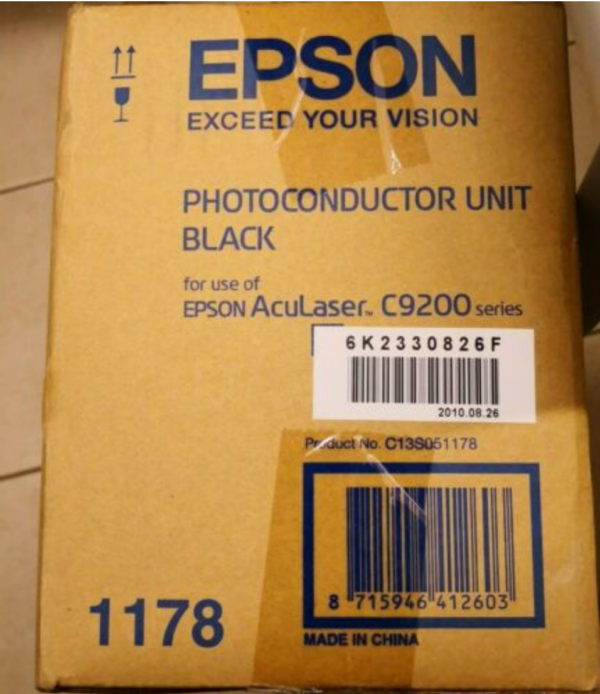 EPSON
EXCEED YOUR VISION
PHOTOCONDUCTOR UNIT
BLACK
for use of
EPSON AcuLaser™ C9200 series
6K2330826F
2010.08.26
Product No. C13S051178
8 715946 412603
1178
MADE IN CHINA